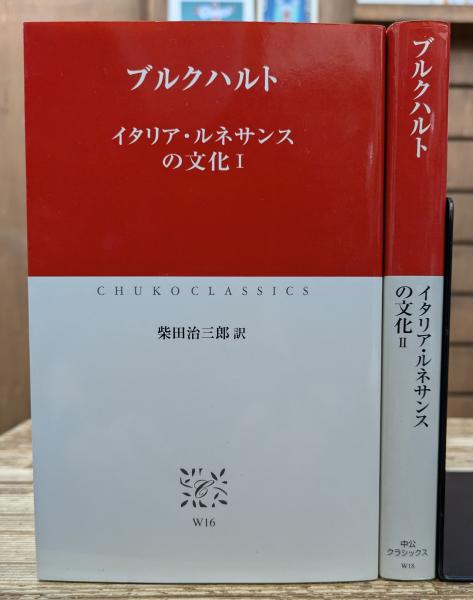 ブルクハルト
イタリア・ルネサンス
の文化 I
CHUKO CLASSICS
柴田治三郎 訳
C
W16
ブルクハルト
イタリア・ルネサンス
の文化 II
中公
クラシックス
W18